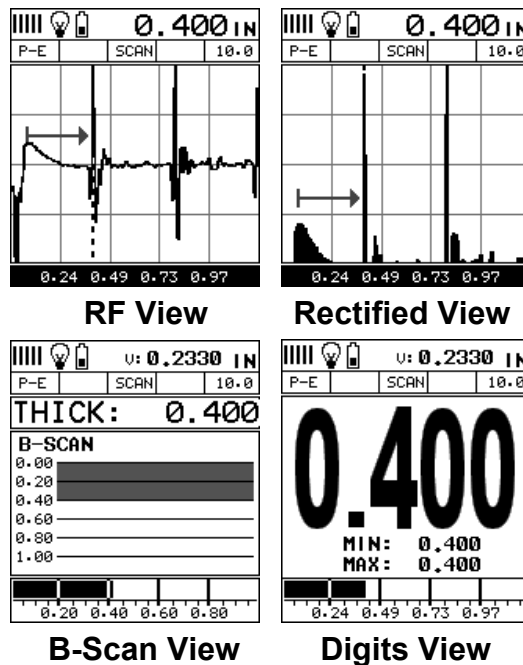 0.400 IN
P-E SCAN 10.0
0.24 0.49 0.73 0.97
RF View
0.400 IN
P-E SCAN 10.0
0.24 0.49 0.73 0.97
Rectified View
V: 0.2330 IN
P-E SCAN 10.0
THICK: 0.400
B-SCAN
0.00
0.20
0.40
0.60
0.80
1.00
0.20 0.40 0.60 0.80
B-Scan View
V: 0.2330 IN
P-E SCAN 10.0
0.400
MIN: 0.400
MAX: 0.400
0.24 0.49 0.73 0.97
Digits View